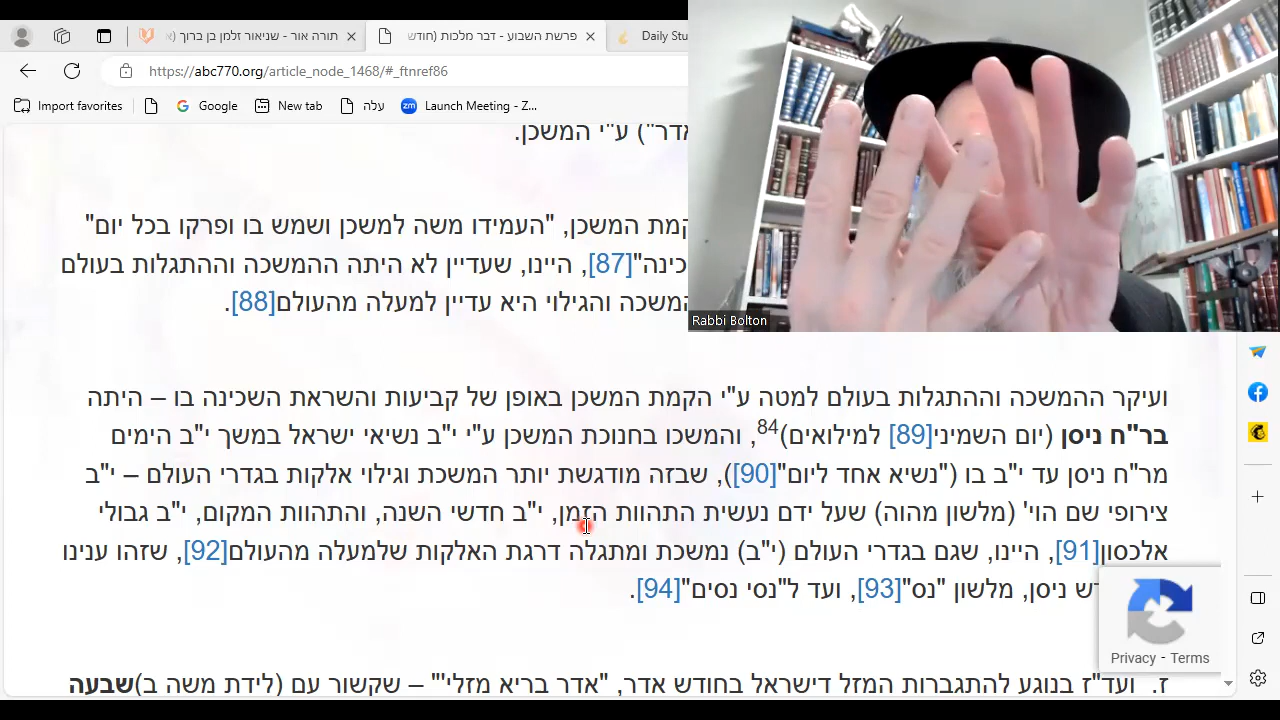 תורה אור - שניאור זלמן בן ברוך (א
פרשת השבוע - דבר מלכות (חודש
Daily Stu
https://abc770.org/article_node_1468/#_ftnref86
Import favorites
Google
New tab
עלה
Launch Meeting - Z...
אדר") ע"י המשכן.
קמת המשכן, "העמידו משה למשכן ושמש בו ופרקו בכל יום"
כינה"[87], היינו, שעדיין לא היתה ההמשכה וההתגלות בעולם
המשכה והגילוי היא עדיין למעלה מהעולם[88].
Rabbi Bolton
ועיקר ההמשכה וההתגלות בעולם למטה ע"י הקמת המשכן באופן של קביעות והשראת השכינה בו – היתה
בר"ח ניסן (יום השמיני[89] למילואים)84, והמשכו בחנוכת המשכן ע"י י"ב נשיאי ישראל במשך י"ב הימים
מר"ח ניסן עד י"ב בו ("נשיא אחד ליום"[90]), שבזה מודגשת יותר המשכת וגילוי אלקות בגדרי העולם – י"ב
צירופי שם הוי' (מלשון מהוה) שעל ידם נעשית התהוות הזמן, י"ב חדשי השנה, והתהוות המקום, י"ב גבולי
אלכסון[91], היינו, שגם בגדרי העולם (י"ב) נמשכת ומתגלה דרגת האלקות שלמעלה מהעולם[92], שזהו ענינו
דש ניסן, מלשון "נס"[93], ועד ל"נסי נסים"[94].
Privacy - Terms
ז. ועד"ז בנוגע להתגברות המזל דישראל בחודש אדר, "אדר בריא מזלי'" – שקשור עם (לידת משה ב)שבעה